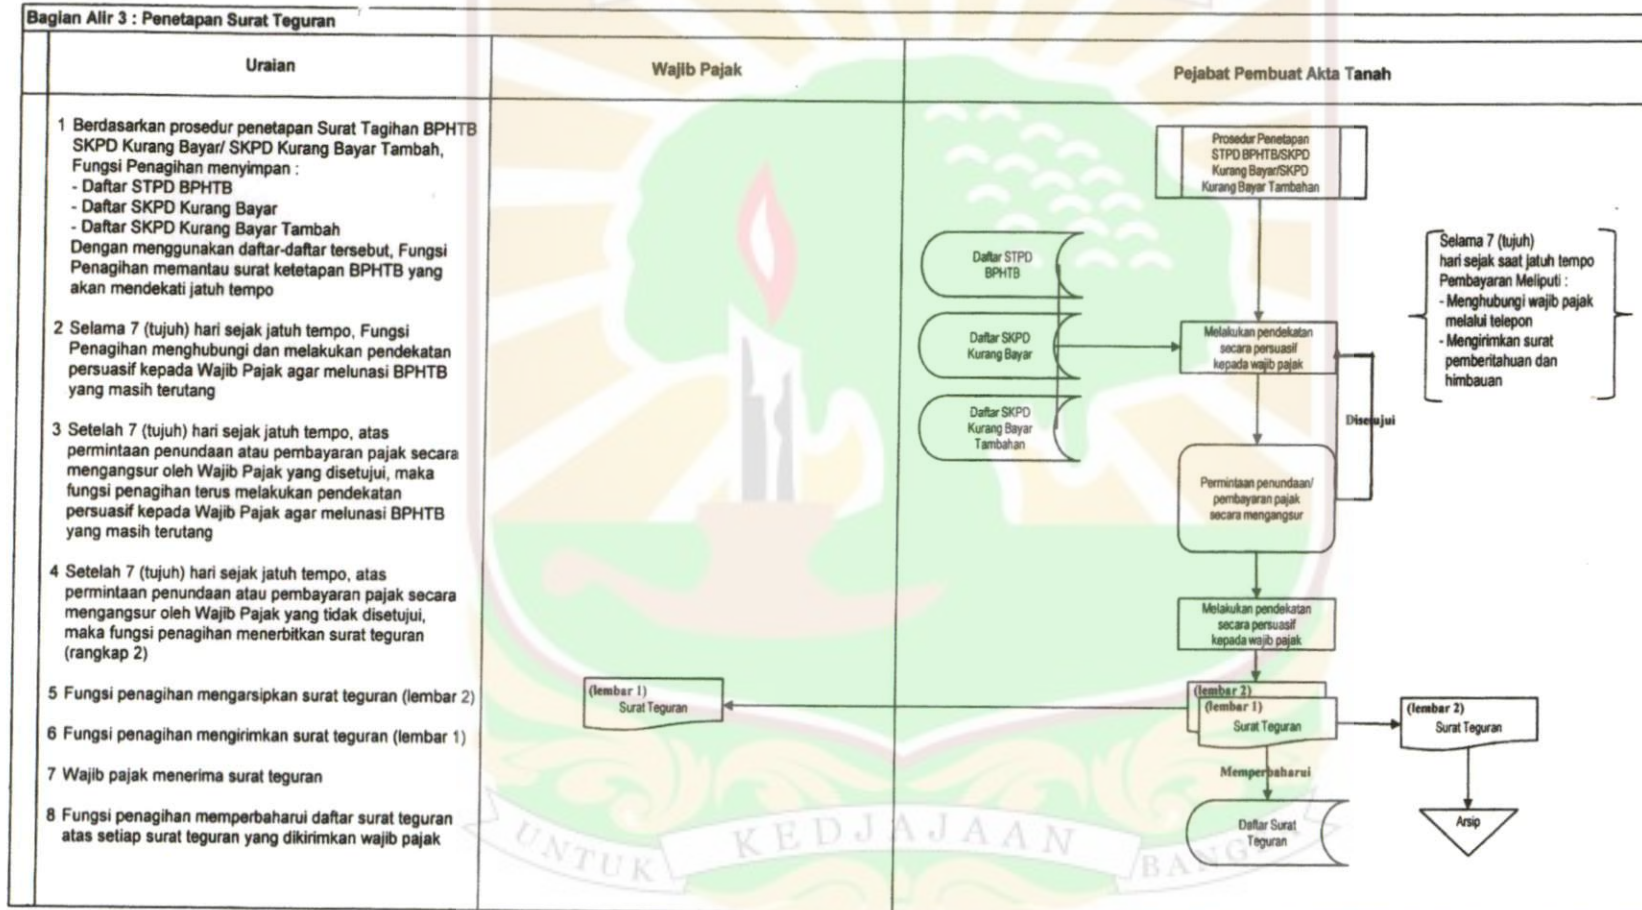 Bagian Alir 3 : Penetapan Surat Teguran
Uraian
Wajib Pajak
Pejabat Pembuat Akta Tanah
1 Berdasarkan prosedur penetapan Surat Tagihan BPHTB
SKPD Kurang Bayar/ SKPD Kurang Bayar Tambah,
Fungsi Penagihan menyimpan :
- Daftar STPD BPHTB
- Daftar SKPD Kurang Bayar
- Daftar SKPD Kurang Bayar Tambah
Dengan menggunakan daftar-daftar tersebut, Fungsi
Penagihan memantau surat ketetapan BPHTB yang
akan mendekati jatuh tempo
2 Selama 7 (tujuh) hari sejak jatuh tempo, Fungsi
Penagihan menghubungi dan melakukan pendekatan
persuasif kepada Wajib Pajak agar melunasi BPHTB
yang masih terutang
3 Setelah 7 (tujuh) hari sejak jatuh tempo, atas
permintaan penundaan atau pembayaran pajak secara
mengangsur oleh Wajib Pajak yang disetujui, maka
fungsi penagihan terus melakukan pendekatan
persuasif kepada Wajib Pajak agar melunasi BPHTB
yang masih terutang
4 Setelah 7 (tujuh) hari sejak jatuh tempo, atas
permintaan penundaan atau pembayaran pajak secara
mengangsur oleh Wajib Pajak yang tidak disetujui,
maka fungsi penagihan menerbitkan surat teguran
(rangkap 2)
5 Fungsi penagihan mengarsipkan surat teguran (lembar 2)
6 Fungsi penagihan mengirimkan surat teguran (lembar 1)
7 Wajib pajak menerima surat teguran
8 Fungsi penagihan memperbaharui daftar surat teguran
atas setiap surat teguran yang dikirimkan wajib pajak
(lembar 1)
Surat Teguran
Prosedur Penetapan
STPD BPHTB/SKPD
Kurang Bayar/SKPD
Kurang Bayar Tambahan
Daftar STPD
BPHTB
Daftar SKPD
Kurang Bayar
Daftar SKPD
Kurang Bayar
Tambahan
Melakukan pendekatan
secara persuasif
kepada wajib pajak
Selama 7 (tujuh)
hari sejak saat jatuh tempo
Pembayaran Meliputi :
- Menghubungi wajib pajak
melalui telepon
- Mengirimkan surat
pemberitahuan dan
himbauan
Disetujui
Permintaan penundaan/
pembayaran pajak
secara mengangsur
Melakukan pendekatan
secara persuasif
kepada wajib pajak
(lembar 2)
(lembar 1)
Surat Teguran
(lembar 2)
Surat Teguran
Memperbaharui
Daftar Surat
Teguran
Arsip
UNTUK KEDJAJAAN BANGSA